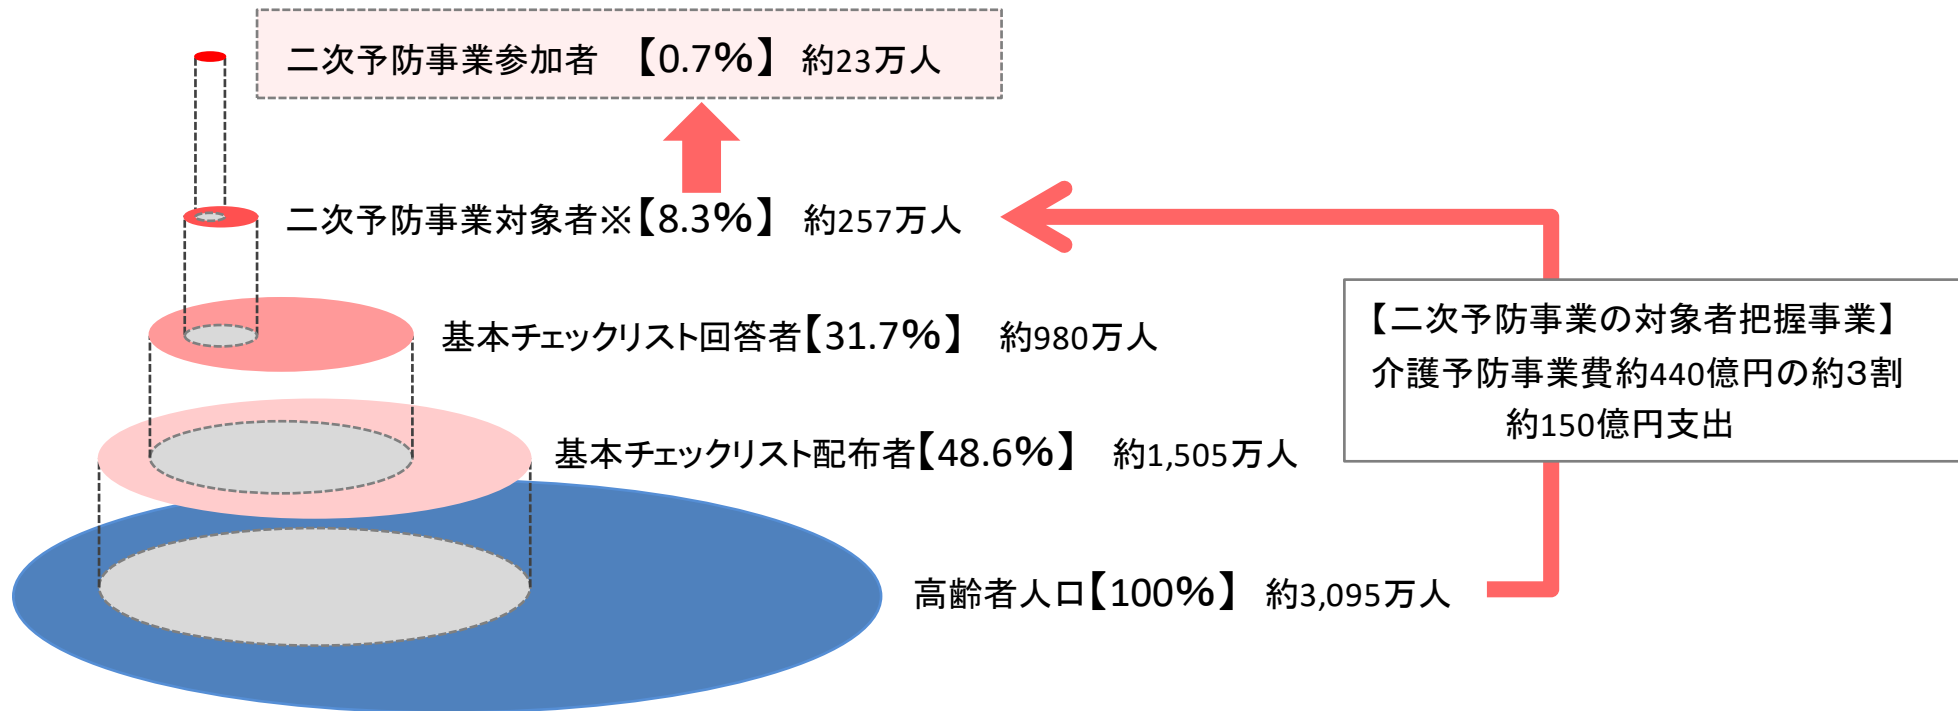 二次予防事業参加者 【0.7%】 約23万人
二次予防事業対象者※【8.3%】 約257万人
基本チェックリスト回答者【31.7%】 約980万人
基本チェックリスト配布者【48.6%】 約1,505万人
高齢者人口【100%】 約3,095万人
【二次予防事業の対象者把握事業】
介護予防事業費約440億円の約3割
約150億円支出